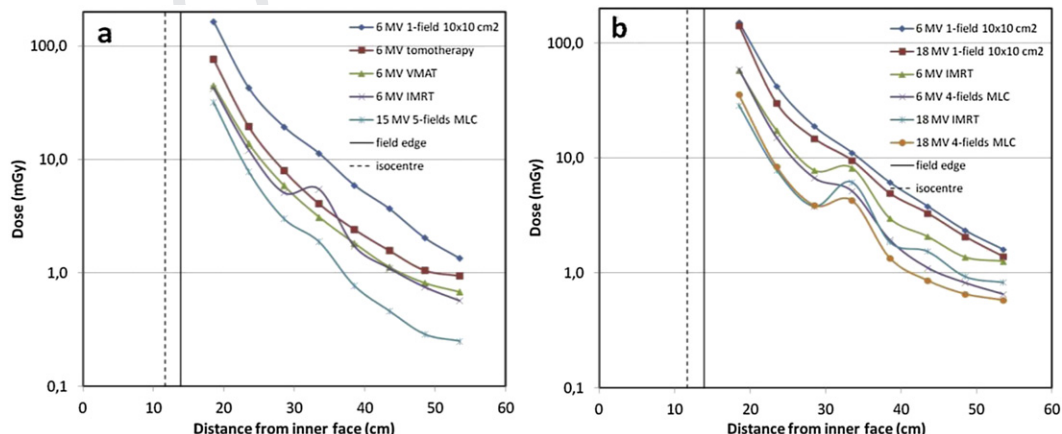 a
6 MV 1-field 10x10 cm2
6 MV tomotherapy
6 MV VMAT
6 MV IMRT
15 MV 5-fields MLC
field edge
isocentre
100,0
10,0
1,0
0,1
Dose (mGy)
0 10 20 30 40 50 60
Distance from inner face (cm)
b
6 MV 1-field 10x10 cm2
18 MV 1-field 10x10 cm2
6 MV IMRT
6 MV 4-fields MLC
18 MV IMRT
18 MV 4-fields MLC
field edge
isocentre
100,0
10,0
1,0
0,1
Dose (mGy)
0 10 20 30 40 50 60
Distance from inner face (cm)